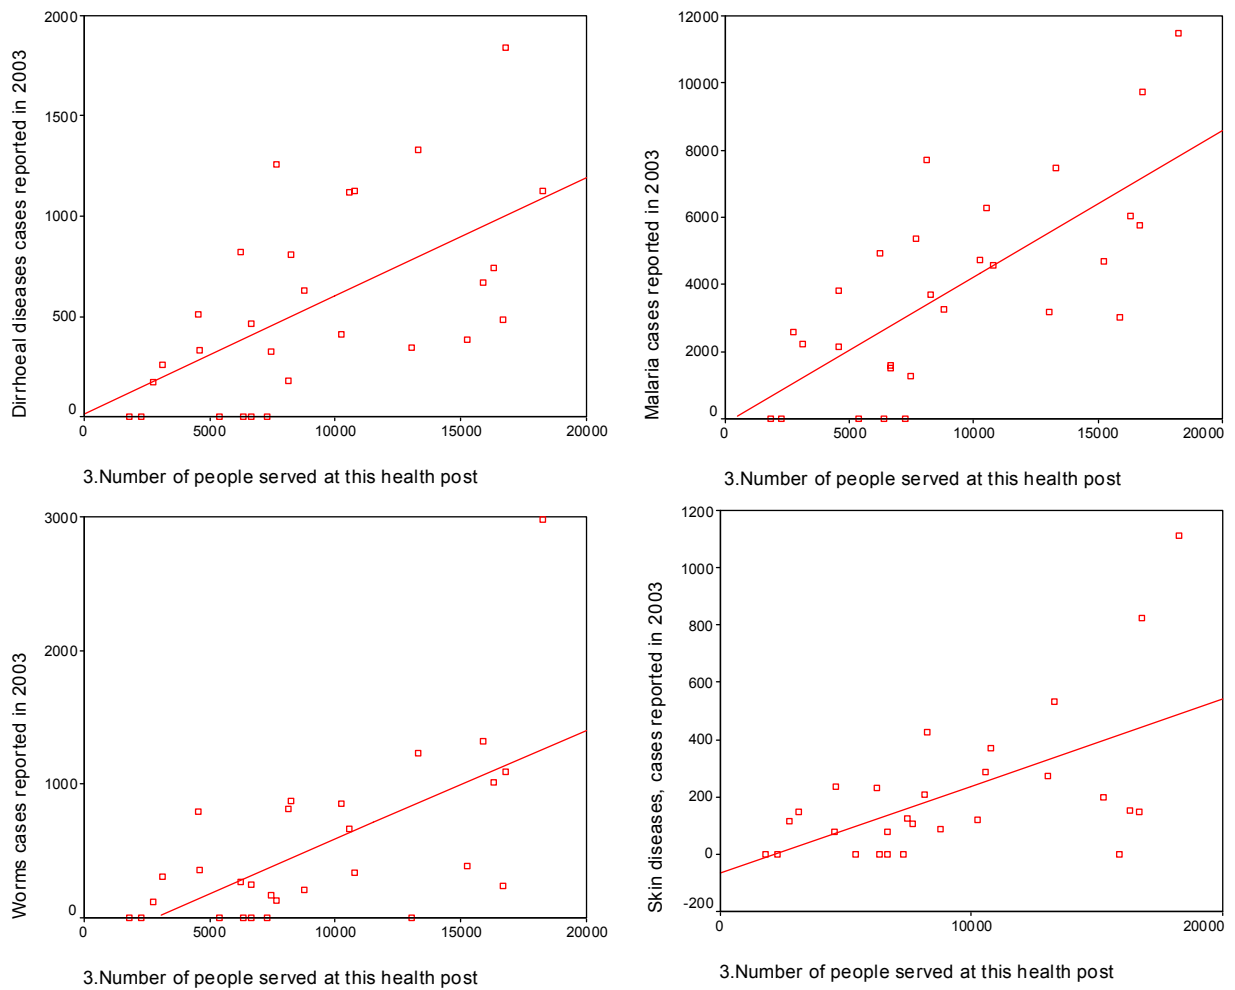 Dirrhoeal diseases cases reported in 2003
2000
1500
1000
500
0
0 5000 10000 15000 20000
3.Number of people served at this health post
Malaria cases reported in 2003
12000
10000
8000
6000
4000
2000
0
0 5000 10000 15000 20000
3.Number of people served at this health post
Worms cases reported in 2003
3000
2000
1000
0
0 5000 10000 15000 20000
3.Number of people served at this health post
Skin diseases, cases reported in 2003
1200
1000
800
600
400
200
0
-200
0 10000 20000
3.Number of people served at this health post